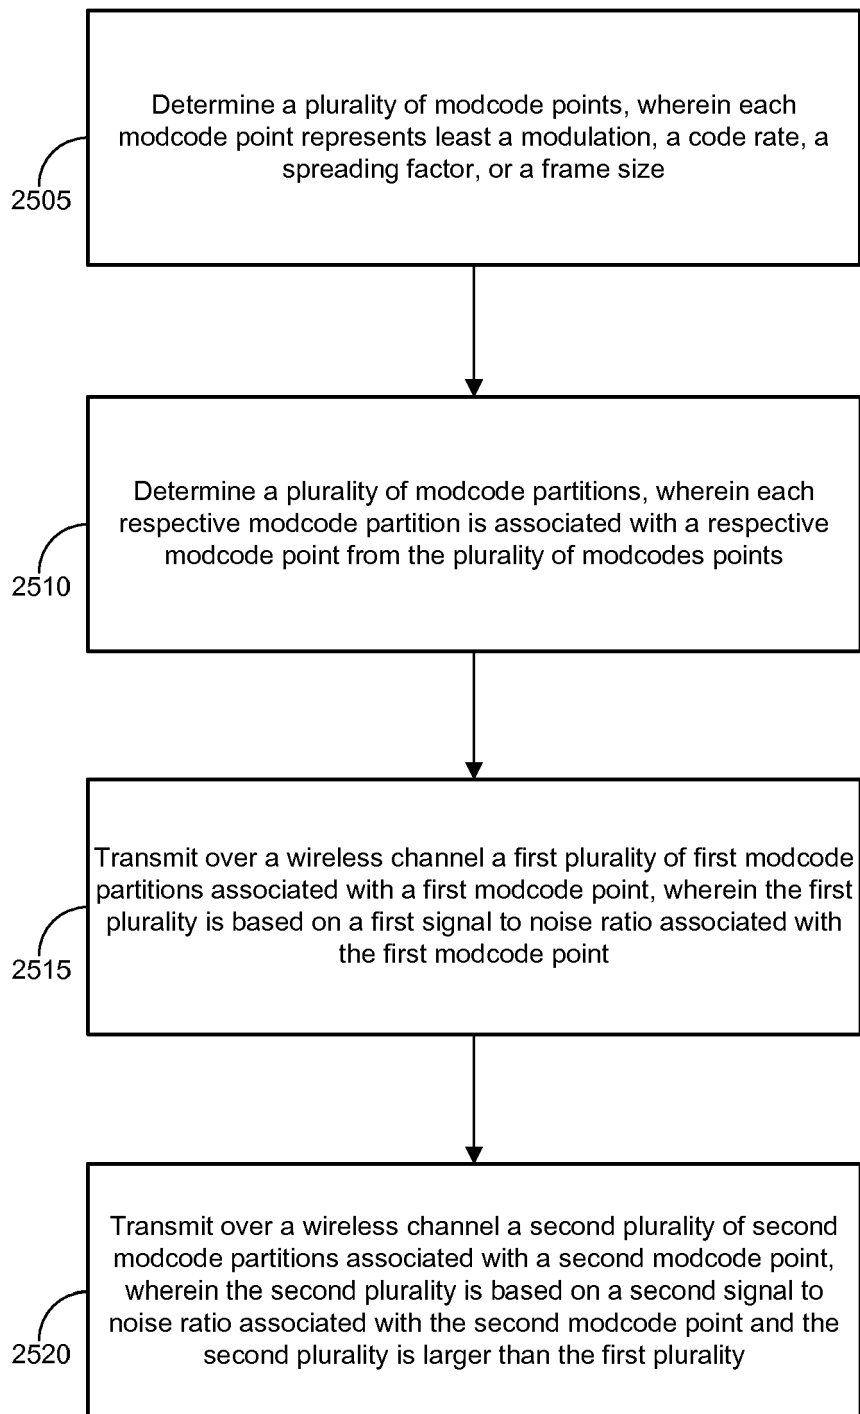 Determine a plurality of modcode points, wherein each
modcode point represents least a modulation, a code rate, a
spreading factor, or a frame size
2505
Determine a plurality of modcode partitions, wherein each
respective modcode partition is associated with a respective
modcode point from the plurality of modcodes points
2510
Transmit over a wireless channel a first plurality of first modcode
partitions associated with a first modcode point, wherein the first
plurality is based on a first signal to noise ratio associated with
the first modcode point
2515
Transmit over a wireless channel a second plurality of second
modcode partitions associated with a second modcode point,
wherein the second plurality is based on a second signal to
noise ratio associated with the second modcode point and the
second plurality is larger than the first plurality
2520